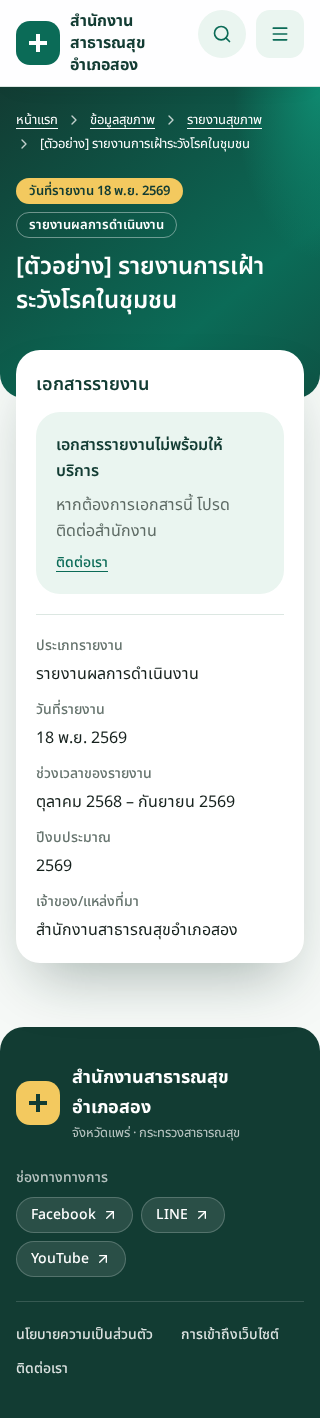 สำนักงาน
สาธารณสุข
อำเภอสอง
หน้าแรก
ข้อมูลสุขภาพ
รายงานสุขภาพ
[ตัวอย่าง] รายงานการเฝ้าระวังโรคในชุมชน
วันที่รายงาน 18 พ.ย. 2569
รายงานผลการดำเนินงาน
[ตัวอย่าง] รายงานการเฝ้า
ระวังโรคในชุมชน
เอกสารรายงาน
เอกสารรายงานไม่พร้อมให้
บริการ
หากต้องการเอกสารนี้ โปรด
ติดต่อสำนักงาน
ติดต่อเรา
ประเภทรายงาน
รายงานผลการดำเนินงาน
วันที่รายงาน
18 พ.ย. 2569
ช่วงเวลาของรายงาน
ตุลาคม 2568 – กันยายน 2569
ปีงบประมาณ
2569
เจ้าของ/แหล่งที่มา
สำนักงานสาธารณสุขอำเภอสอง
สำนักงานสาธารณสุข
อำเภอสอง
จังหวัดแพร่ · กระทรวงสาธารณสุข
ช่องทางทางการ
Facebook
LINE
YouTube
นโยบายความเป็นส่วนตัว
การเข้าถึงเว็บไซต์
ติดต่อเรา